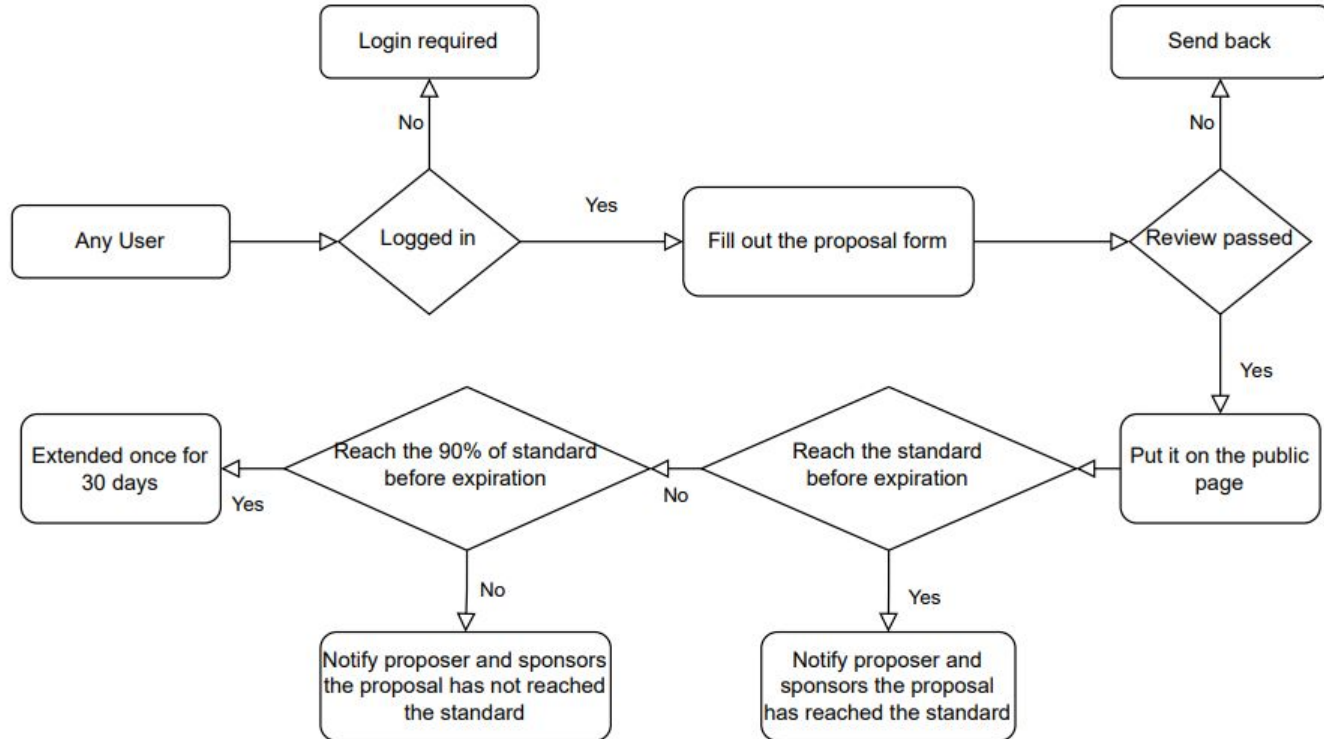 Login required
Send back
No
No
Any User
Logged in
Yes
Fill out the proposal form
Review passed
Yes
Extended once for
30 days
Yes
Reach the 90% of standard
before expiration
No
Reach the standard
before expiration
Put it on the public
page
No
Yes
Notify proposer and sponsors
the proposal has not reached
the standard
Notify proposer and
sponsors the proposal
has reached the standard